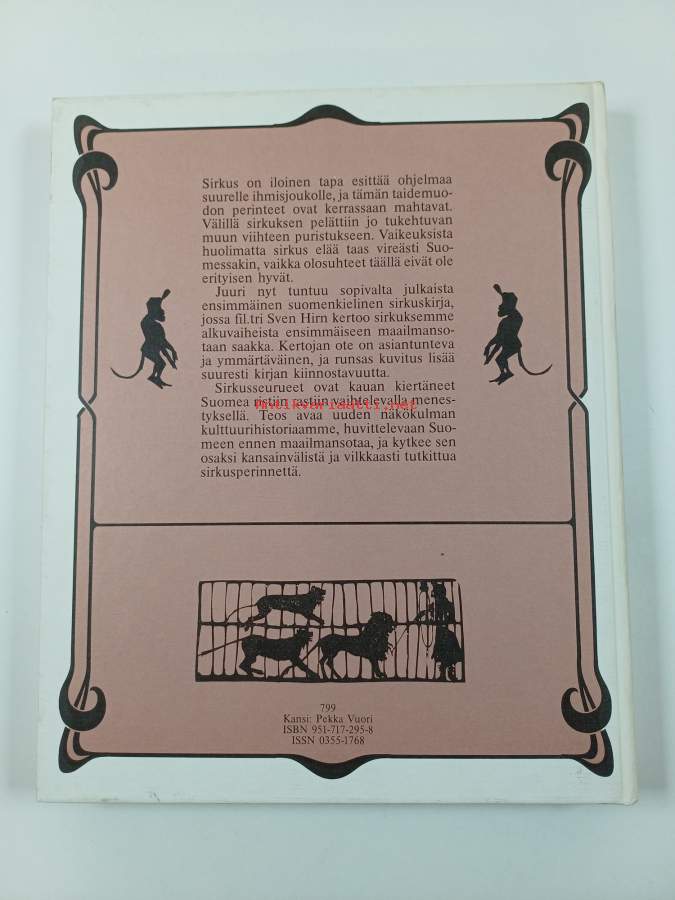 Sirkus on iloinen tapa esittää ohjelmaa
suurelle ihmisjoukolle, ja tämän taidemuo-
don perinteet ovat kerrassaan mahtavat.
Välillä sirkuksen pelättiin jo tukehtuvan
muun viihteen puristukseen. Vaikeuksista
huolimatta sirkus elää taas vireästi Suo-
messakin, vaikka olosuhteet täällä eivät ole
erityisen hyvät.
Juuri nyt tuntuu sopivalta julkaista
ensimmäinen suomenkielinen sirkuskirja,
jossa fil.tri Sven Hirn kertoo sirkuksemme
alkuvaiheista ensimmäiseen maailmanso-
taan saakka. Kertojan ote on asiantunteva
ja ymmärtäväinen, ja runsas kuvitus lisää
suuresti kirjan kiinnostavuutta.
Sirkusseurueet ovat kauan kiertäneet
Suomea ristiin rastiin vaihtelevalla menes-
tyksellä. Teos avaa uuden näkökulman
kulttuurihistoriaamme, huvittelevaan Suo-
meen ennen maailmansotaa, ja kytkee sen
osaksi kansainvälistä ja vilkkaasti tutkittua
sirkusperinnettä.
Antikvariaatti.net
799
Kansi: Pekka Vuori
ISBN 951-717-295-8
ISSN 0355-1768